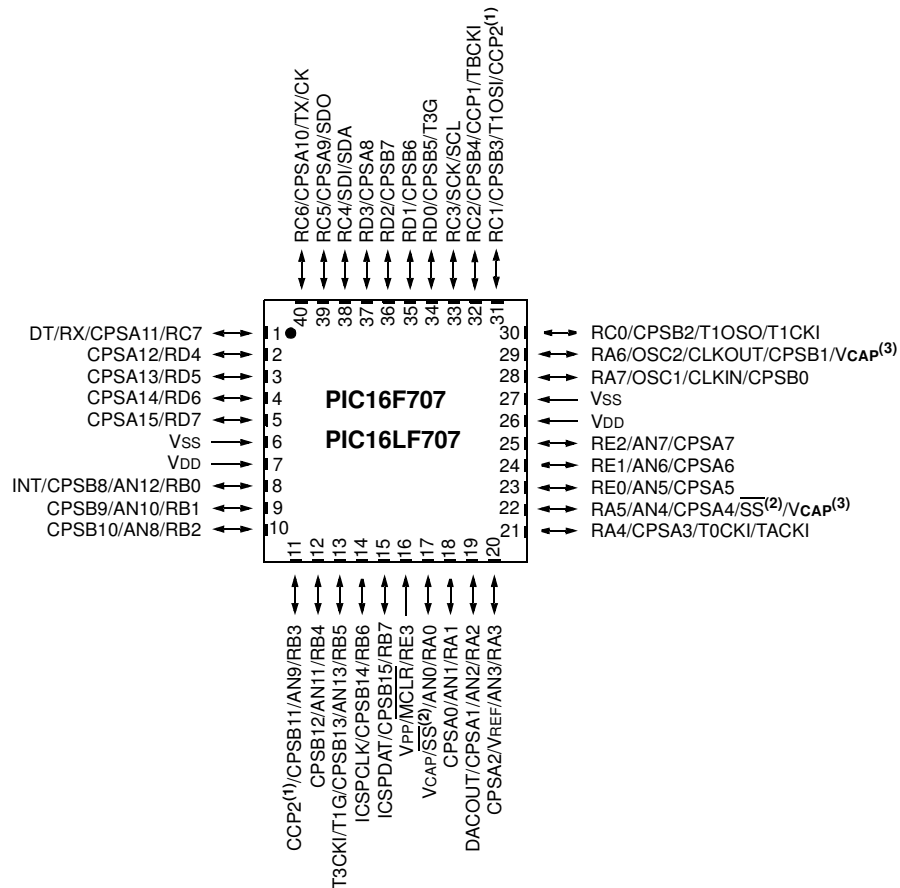 RC6/CPSA10/TX/CK
RC5/CPSA9/SDO
RC4/SDI/SDA
RD3/CPSA8
RD2/CPSB7
RD1/CPSB6
RD0/CPSB5/T3G
RC3/SCK/SCL
RC2/CPSB4/CCP1/TBCKI
RC1/CPSB3/T1OSI/CCP2(1)
40 39 38 37 36 35 34 33 32 31
DT/RX/CPSA11/RC7 1
CPSA12/RD4 2
CPSA13/RD5 3
CPSA14/RD6 4
CPSA15/RD7 5
VSS 6
VDD 7
INT/CPSB8/AN12/RB0 8
CPSB9/AN10/RB1 9
CPSB10/AN8/RB2 10
PIC16F707
PIC16LF707
30 RC0/CPSB2/T1OSO/T1CKI
29 RA6/OSC2/CLKOUT/CPSB1/VCAP(3)
28 RA7/OSC1/CLKIN/CPSB0
27 VSS
26 VDD
25 RE2/AN7/CPSA7
24 RE1/AN6/CPSA6
23 RE0/AN5/CPSA5
22 RA5/AN4/CPSA4/SS(2)/VCAP(3)
21 RA4/CPSA3/T0CKI/TACKI
11 12 13 14 15 16 17 18 19 20
CCP2(1)/CPSB11/AN9/RB3
CPSB12/AN11/RB4
T3CKI/T1G/CPSB13/AN13/RB5
ICSPCLK/CPSB14/RB6
ICSPDAT/CPSB15/RB7
VPP/MCLR/RE3
VCAP/SS(2)/AN0/RA0
CPSA0/AN1/RA1
DACOUT/CPSA1/AN2/RA2
CPSA2/VREF/AN3/RA3